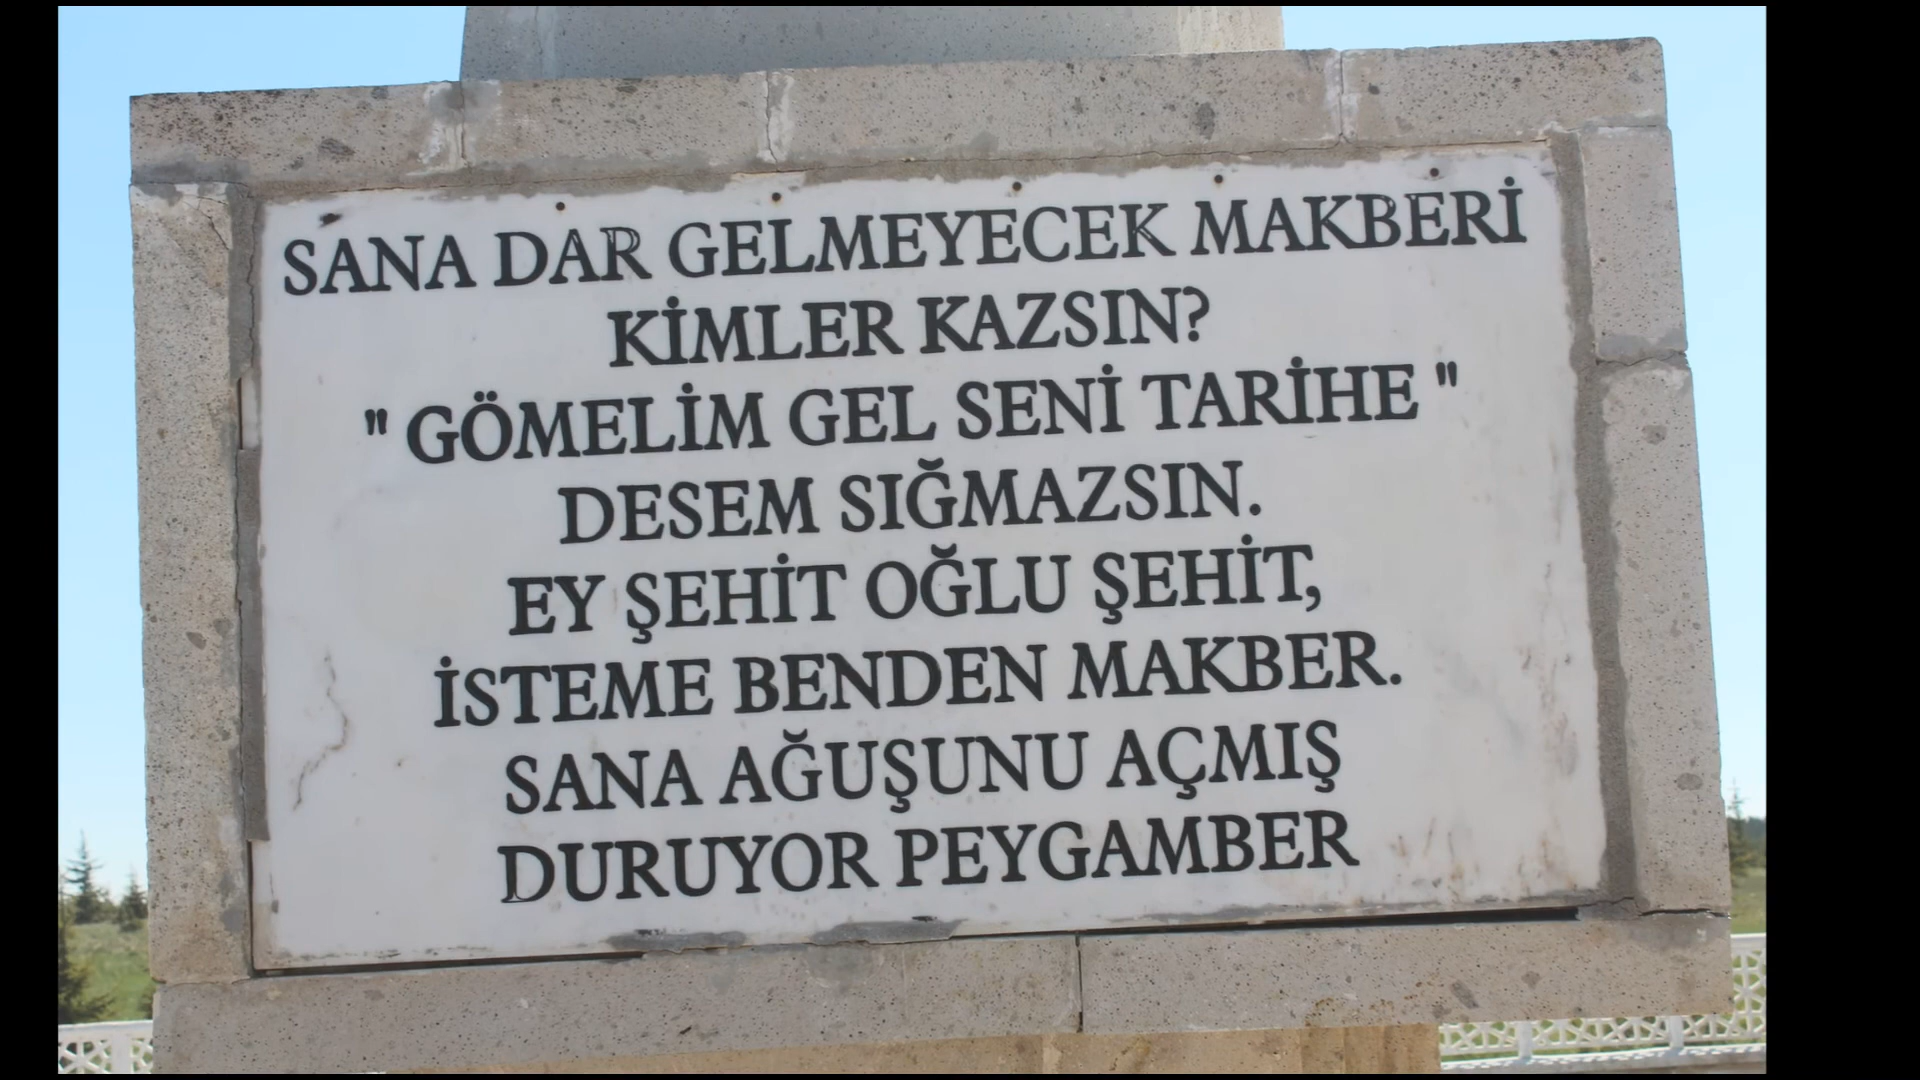 SANA DAR GELMEYECEK MAKBERİ
KİMLER KAZSIN?
" GÖMELİM GEL SENİ TARİHE "
DESEM SIĞMAZSIN.
EY ŞEHİT OĞLU ŞEHİT,
İSTEME BENDEN MAKBER.
SANA AĞUŞUNU AÇMIŞ
DURUYOR PEYGAMBER